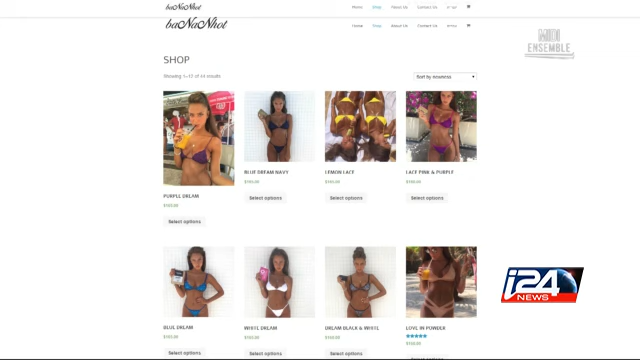 baNaNhot
Home Shop About Us Contact Us
baNaNhot
Home Shop About Us Contact Us
MINI
ENSEMBLE
SHOP
Sort by newness
PURPLE DREAM
Select options
BLUE DREAM NAVY
Select options
LEMON LACE
Select options
LACE PINK & PURPLE
Select options
BLUE DREAM
Select options
WHITE DREAM
Select options
DREAM BLACK & WHITE
Select options
LOVE IN POWDER
i24
NEWS